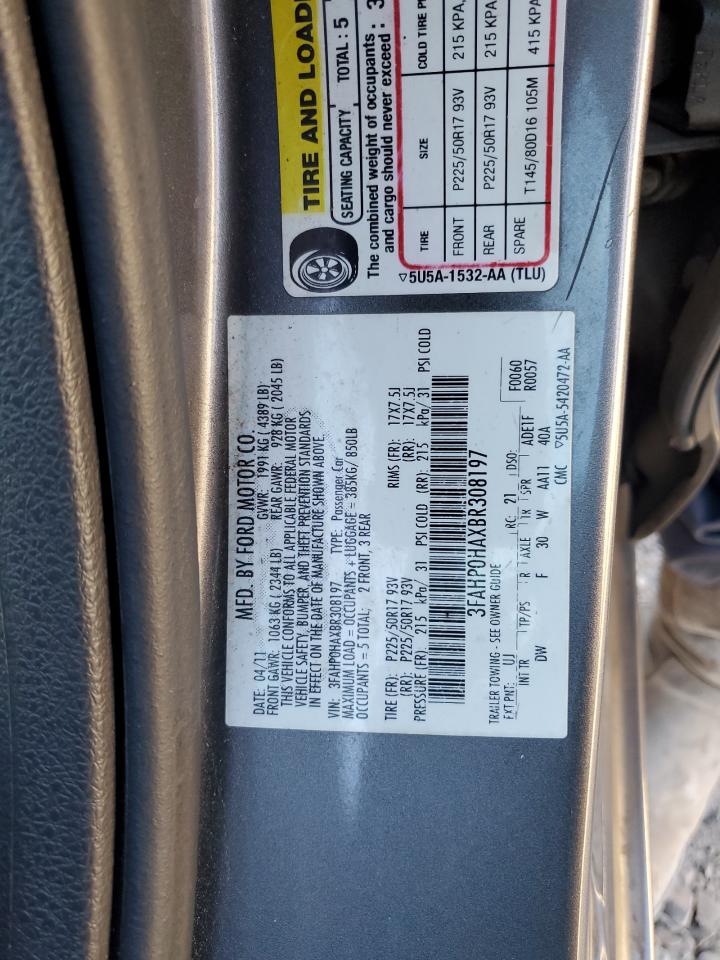 MFD. BY FORD MOTOR CO.
DATE: 04/11 GVWR: 1991 KG ( 4389 LB)
FRONT GAWR: 1063 KG ( 2344 LB) REAR GAWR: 928 KG ( 2045 LB)
THIS VEHICLE CONFORMS TO ALL APPLICABLE FEDERAL MOTOR
VEHICLE SAFETY, BUMPER, AND THEFT PREVENTION STANDARDS
IN EFFECT ON THE DATE OF MANUFACTURE SHOWN ABOVE.
VIN: 3FAHP0HAXBR308197 TYPE: Passenger Car
MAXIMUM LOAD = OCCUPANTS + LUGGAGE = 385KG/ 850LB
OCCUPANTS = 5 TOTAL; 2 FRONT, 3 REAR
TIRE (FR): P225/50R17 93V RIMS (FR): 17X7.5J
(RR): P225/50R17 93V (RR): 17X7.5J
PRESSURE (FR): 215 kPa/ 31 PSI COLD (RR): 215 kPa/ 31 PSI COLD
3FAHP0HAXBR308197
TRAILER TOWING - SEE OWNER GUIDE
EXT PNT: UJ RC: 21 DSO: F0060
R0057
INT TR TP/PS R AXLE TR SPR ADE1F
DW F 30 W AA11 40A
CMC ▽5U5A-5420472-AA
TIRE AND LOADI
SEATING CAPACITY TOTAL : 5
The combined weight of occupants
and cargo should never exceed : 3
TIRE SIZE COLD TIRE P
FRONT P225/50R17 93V 215 KPA,
REAR P225/50R17 93V 215 KPA,
SPARE T145/80D16 105M 415 KPA
▽5U5A-1532-AA (TLU)